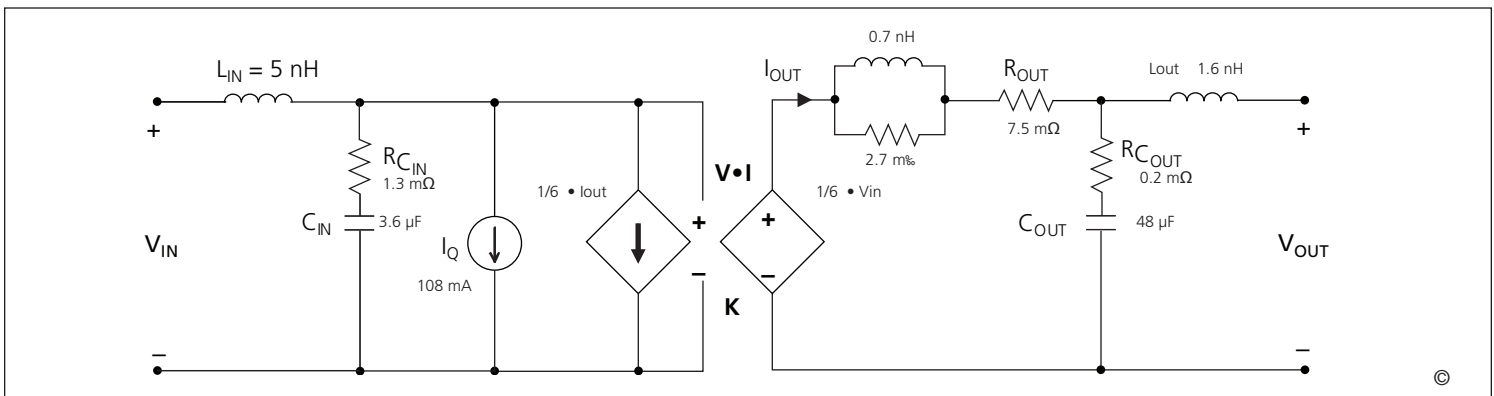 L_IN = 5 nH
+
R_C_IN
1.3 mΩ
C_IN
3.6 µF
V_IN
I_Q
108 mA
1/6 • Iout
V•I
+
–
K
1/6 • Vin
+
–
I_OUT
0.7 nH
2.7 m‰
R_OUT
7.5 mΩ
Lout 1.6 nH
R_C_OUT
0.2 mΩ
C_OUT
48 µF
+
V_OUT
–
–
©